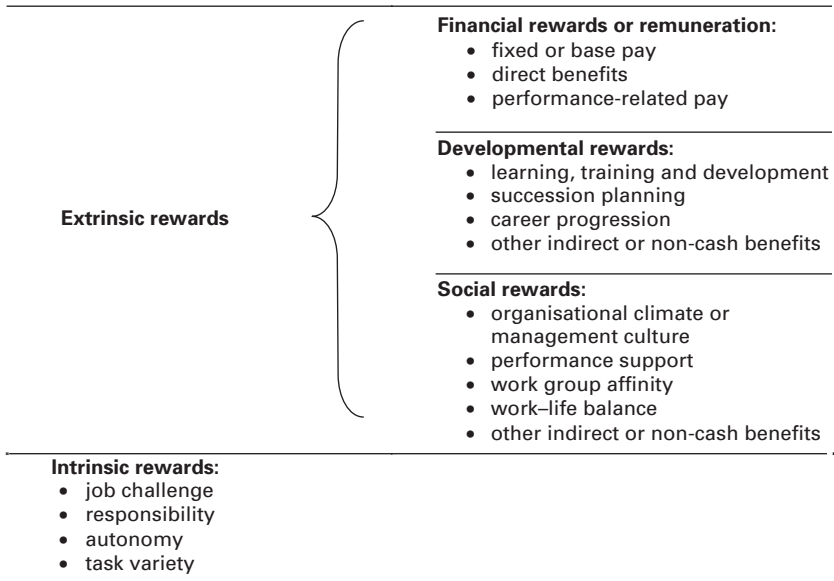 Financial rewards or remuneration:
• fixed or base pay
• direct benefits
• performance-related pay
Developmental rewards:
• learning, training and development
• succession planning
Extrinsic rewards
• career progression
• other indirect or non-cash benefits
Social rewards:
• organisational climate or
management culture
• performance support
• work group affinity
• work–life balance
• other indirect or non-cash benefits
Intrinsic rewards:
• job challenge
• responsibility
• autonomy
• task variety